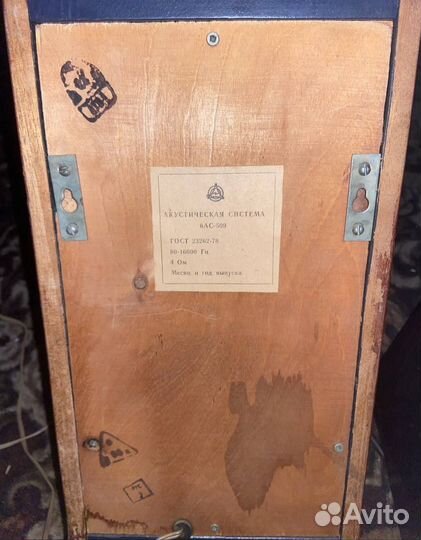 АКУСТИЧЕСКАЯ СИСТЕМА
6АС-509
ГОСТ 23262-78
80-16000 Гц
4 Ом
Месяц и год выпуска
Avito